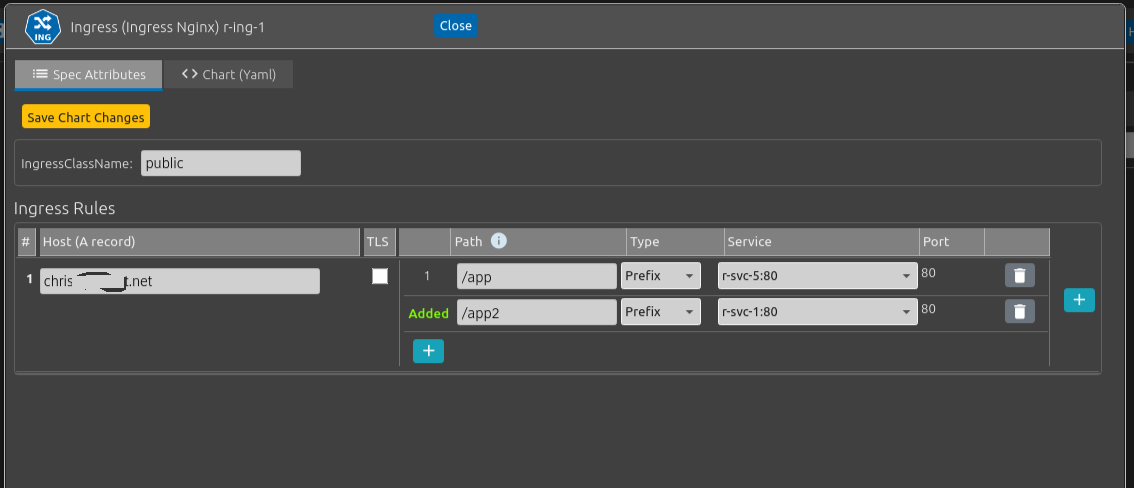 ING
Ingress (Ingress Nginx) r-ing-1
Close
Spec Attributes
<> Chart (Yaml)
Save Chart Changes
IngressClassName: public
Ingress Rules
# Host (A record) TLS Path i Type Service Port
1 chris t.net 1 /app Prefix r-svc-5:80 80
Added /app2 Prefix r-svc-1:80 80
+
+